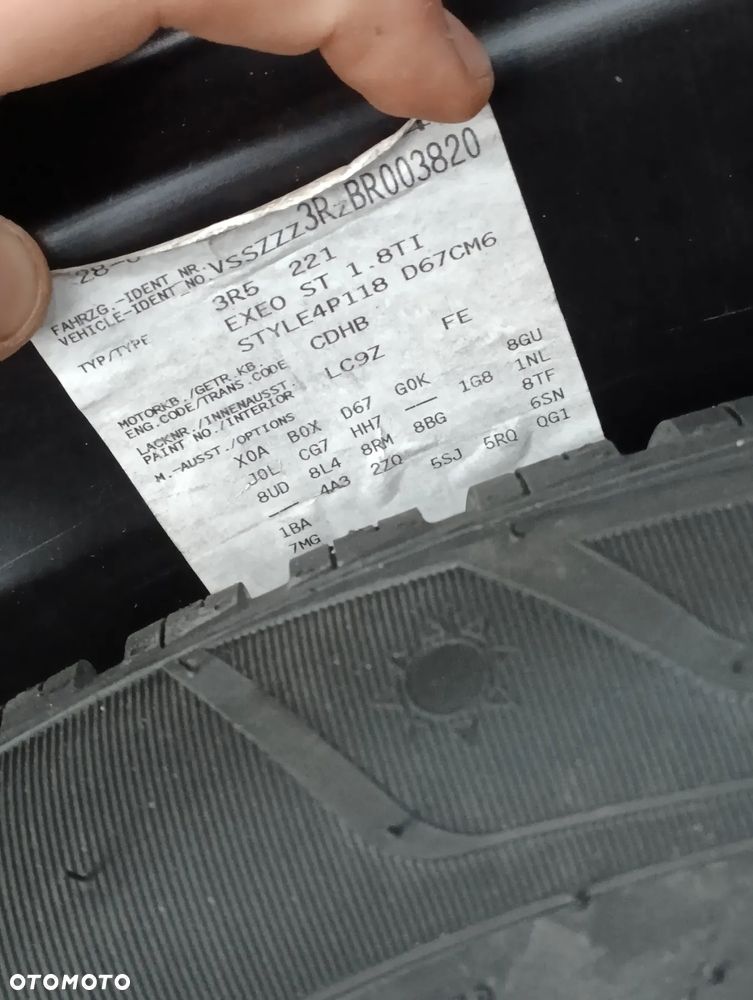 28-
FAHRZG.-IDENT NR.
VEHICLE-IDENT NO. VSSZZZ3RZBR003820
TYP/TYPE 3R5 221
EXEO ST 1.8TI
STYLE4P118 D67CM6
MOTORKB./GETR.KB.
ENG.CODE/TRANS.CODE CDHB FE
LACKNR./INNENAUSST.
PAINT NO./INTERIOR LC9Z
M.-AUSST./OPTIONS
X0A B0X D67 G0K 8GU
J0L CG7 HH7 — 1G8 1NL
8UD 8L4 8RM 8BG 8TF
— 4A3 2ZQ 5SJ 5RQ 6SN
1BA QG1
7MG
OTOMOTO